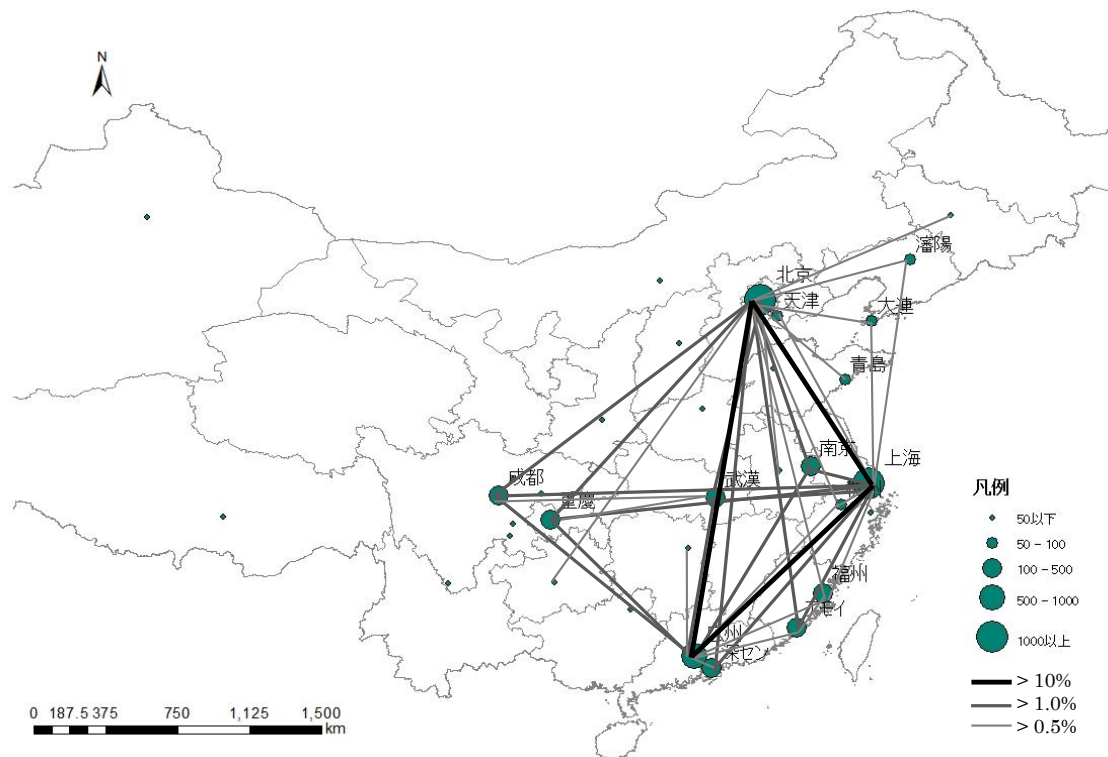 N
瀋陽
北京
天津
大連
青島
南京
上海
成都
武漢
重慶
福州
アモイ
広州
深セン
凡例
50以下
50 - 100
100 - 500
500 - 1000
1000以上
> 10%
> 1.0%
> 0.5%
0 187.5 375 750 1,125 1,500
km